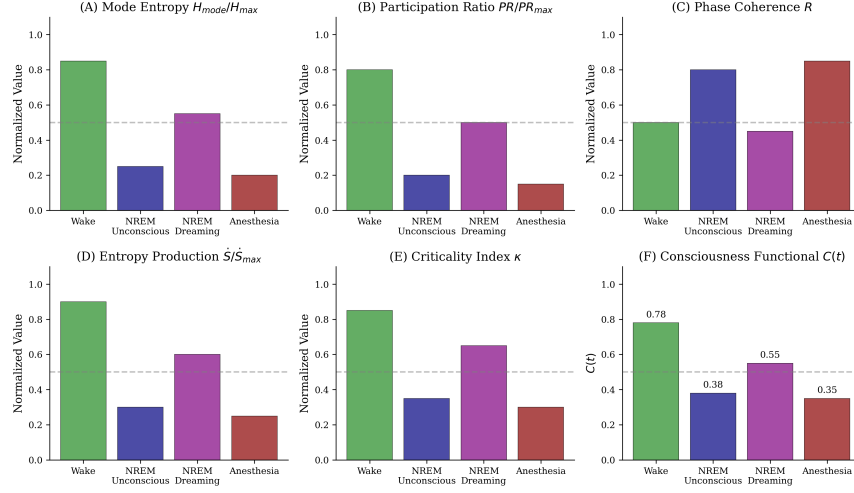 (A) Mode Entropy H_mode/H_max
Normalized Value
1.0
0.8
0.6
0.4
0.2
0.0
Wake
NREM
Unconscious
NREM
Dreaming
Anesthesia
(B) Participation Ratio PR/PR_max
Normalized Value
1.0
0.8
0.6
0.4
0.2
0.0
Wake
NREM
Unconscious
NREM
Dreaming
Anesthesia
(C) Phase Coherence R
Normalized Value
1.0
0.8
0.6
0.4
0.2
0.0
Wake
NREM
Unconscious
NREM
Dreaming
Anesthesia
(D) Entropy Production Ṡ/Ṡ_max
Normalized Value
1.0
0.8
0.6
0.4
0.2
0.0
Wake
NREM
Unconscious
NREM
Dreaming
Anesthesia
(E) Criticality Index κ
Normalized Value
1.0
0.8
0.6
0.4
0.2
0.0
Wake
NREM
Unconscious
NREM
Dreaming
Anesthesia
(F) Consciousness Functional C(t)
C(t)
1.0
0.8
0.6
0.4
0.2
0.0
0.78
0.38
0.55
0.35
Wake
NREM
Unconscious
NREM
Dreaming
Anesthesia